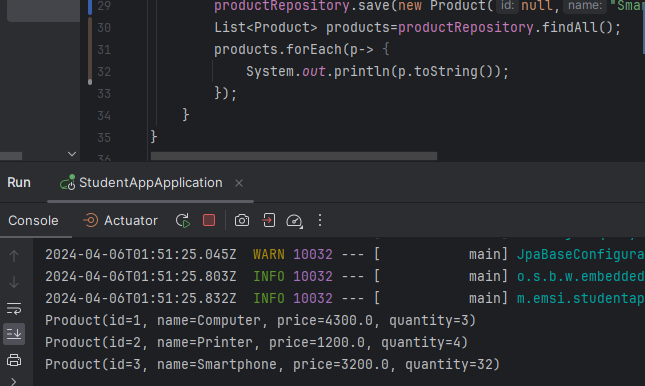 29 productRepository.save(new Product( id: null, name: "Smar
30 List<Product> products=productRepository.findAll();
31 products.forEach(p-> {
32 System.out.println(p.toString());
33 });
34 }
35 }
36
Run StudentAppApplication ×
Console Actuator
2024-04-06T01:51:25.045Z WARN 10032 --- [ main] JpaBaseConfigura
2024-04-06T01:51:25.803Z INFO 10032 --- [ main] o.s.b.w.embedded
2024-04-06T01:51:25.832Z INFO 10032 --- [ main] m.emsi.studentap
Product(id=1, name=Computer, price=4300.0, quantity=3)
Product(id=2, name=Printer, price=1200.0, quantity=4)
Product(id=3, name=Smartphone, price=3200.0, quantity=32)